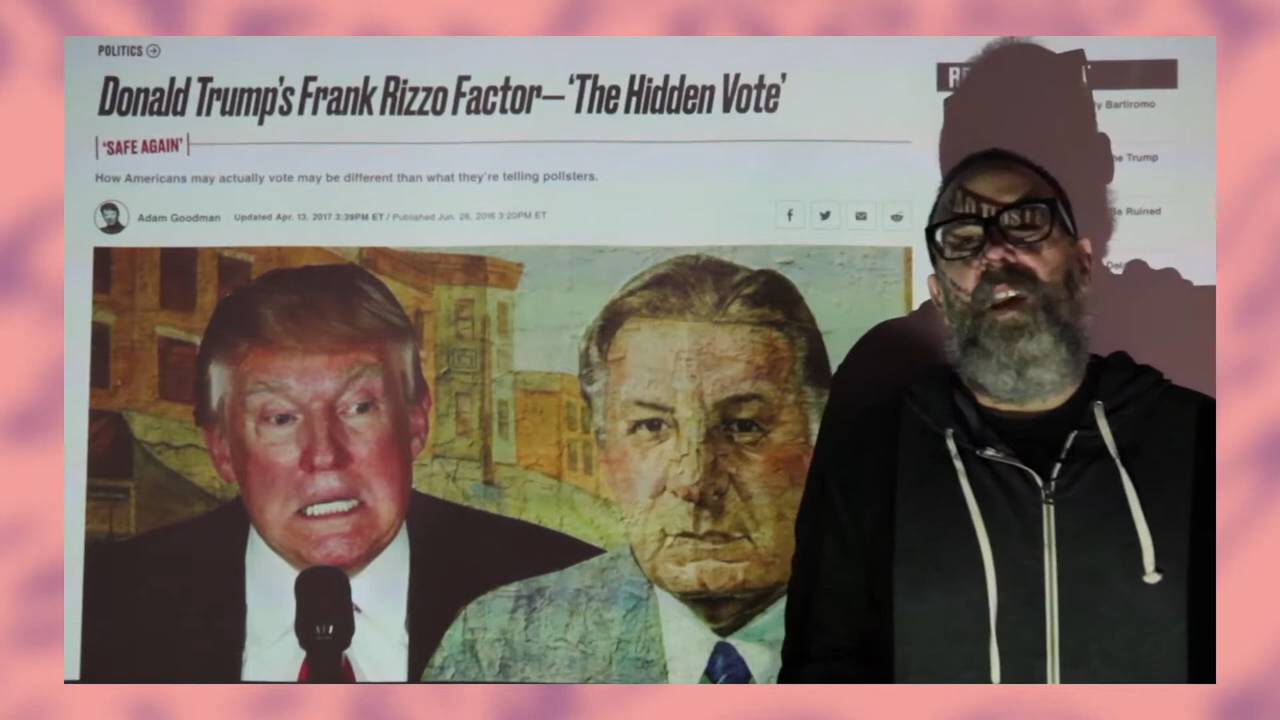 POLITICS
Donald Trump's Frank Rizzo Factor—'The Hidden Vote'
'SAFE AGAIN'
How Americans may actually vote may be different than what they're telling pollsters.
Adam Goodman Updated Apr. 13, 2017 3:39PM ET / Published Jun. 26, 2016 3:20PM ET
Bartiromo
Trump
Be Ruined